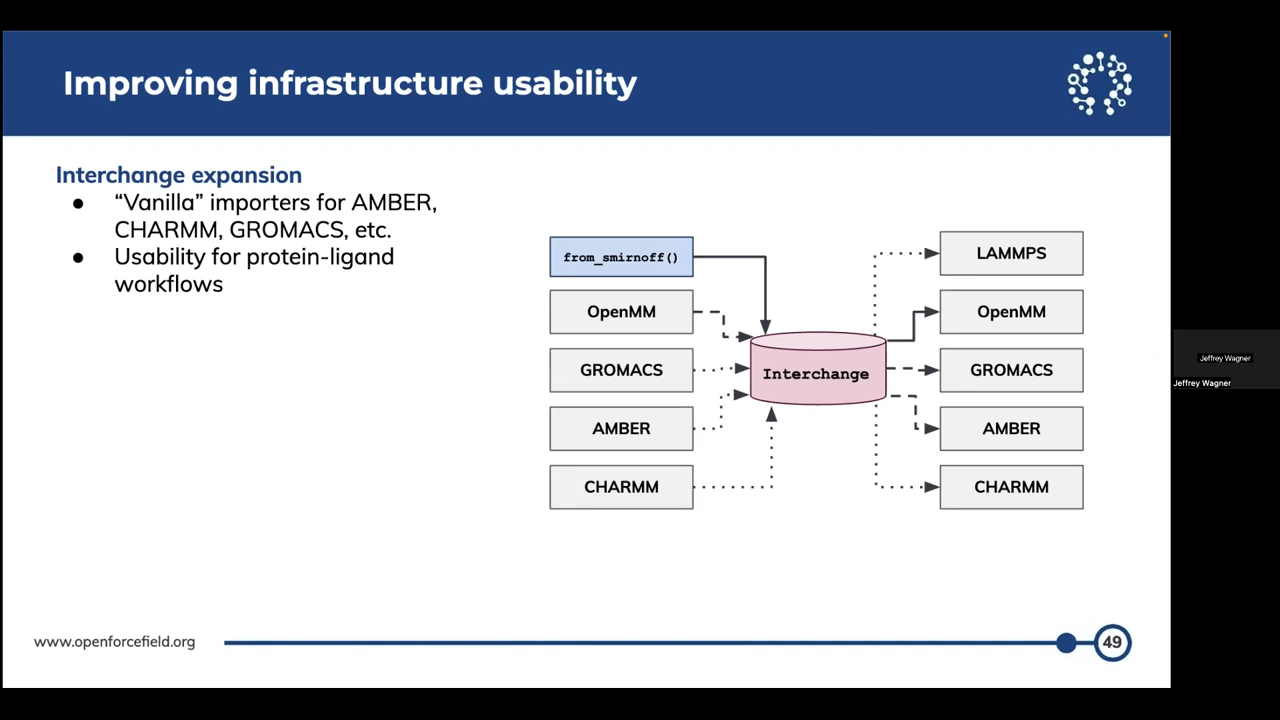 Improving infrastructure usability
Interchange expansion
● “Vanilla” importers for AMBER,
CHARMM, GROMACS, etc.
● Usability for protein-ligand
workflows
from_smirnoff()
OpenMM
GROMACS
AMBER
CHARMM
Interchange
LAMMPS
OpenMM
GROMACS
AMBER
CHARMM
www.openforcefield.org
49
Jeffrey Wagner
Jeffrey Wagner